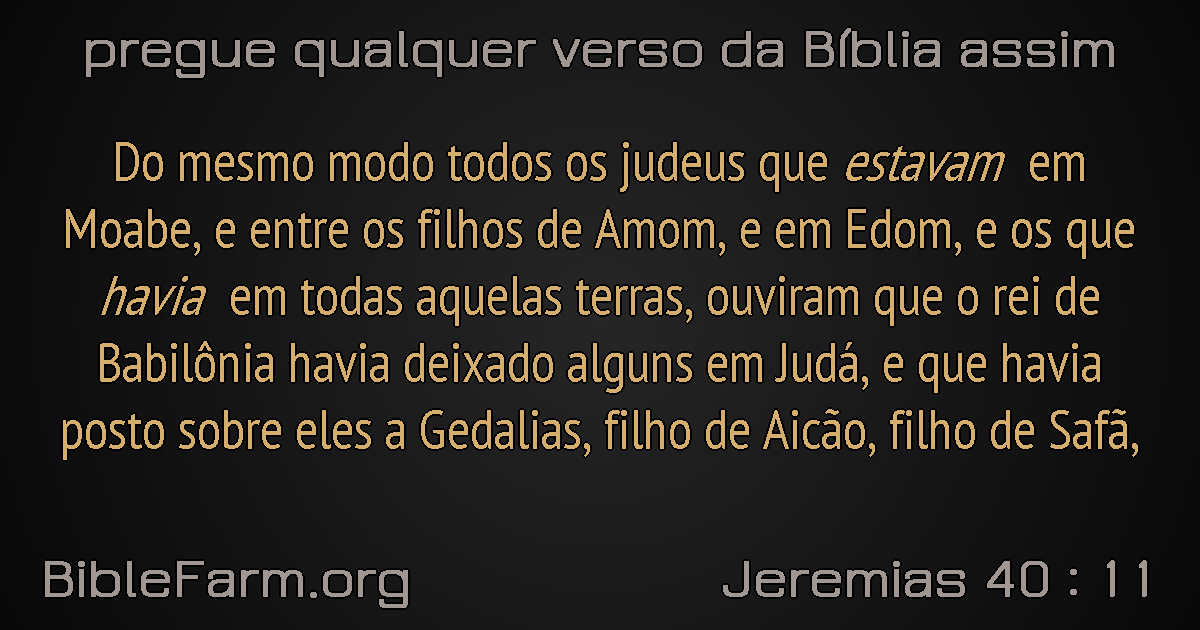 pregue qualquer verso da Bíblia assim
Do mesmo modo todos os judeus que estavam em
Moabe, e entre os filhos de Amom, e em Edom, e os que
havia em todas aquelas terras, ouviram que o rei de
Babilônia havia deixado alguns em Judá, e que havia
posto sobre eles a Gedalias, filho de Aicão, filho de Safã,
BibleFarm.org
Jeremias 40 : 11